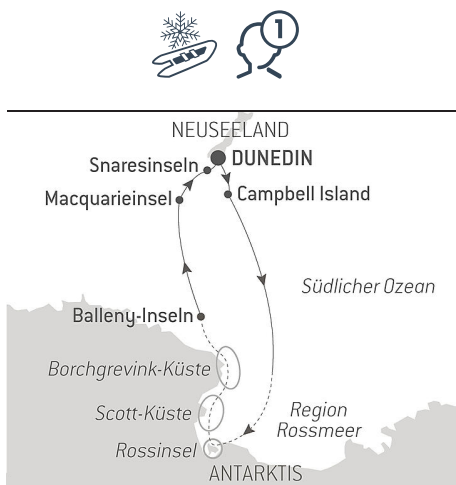 1
NEUSEELAND
DUNEDIN
Snaresinseln
Macquarieinsel
Campbell Island
Südlicher Ozean
Balleny-Inseln
Borchgrevink-Küste
Scott-Küste
Region
Rossmeer
Rossinsel
ANTARKTIS